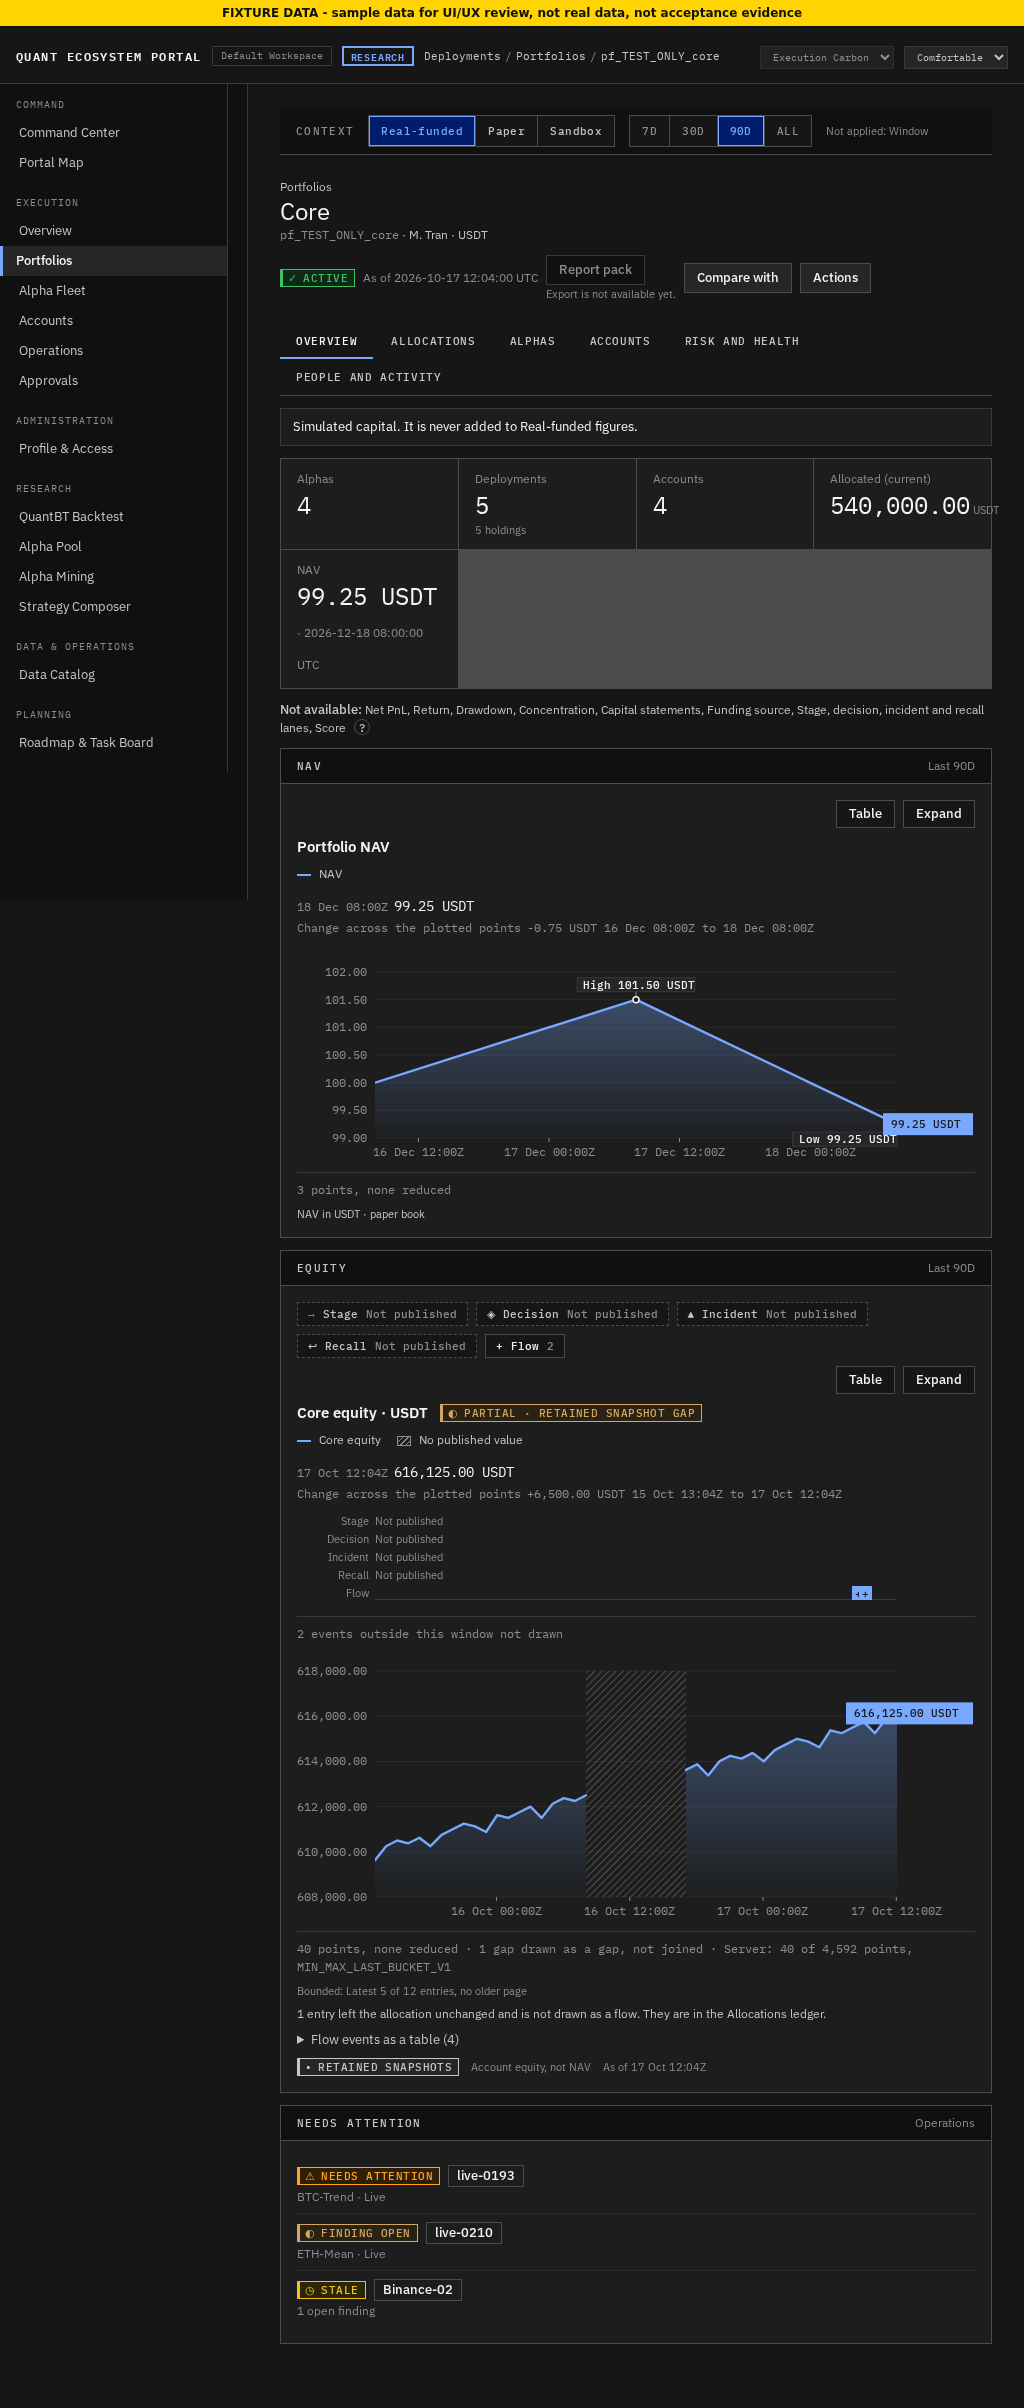 FIXTURE DATA - sample data for UI/UX review, not real data, not acceptance evidence
QUANT ECOSYSTEM PORTAL
Default Workspace
RESEARCH
Deployments / Portfolios / pf_TEST_ONLY_core
Execution Carbon
Comfortable
COMMAND
Command Center
Portal Map
EXECUTION
Overview
Portfolios
Alpha Fleet
Accounts
Operations
Approvals
ADMINISTRATION
Profile & Access
RESEARCH
QuantBT Backtest
Alpha Pool
Alpha Mining
Strategy Composer
DATA & OPERATIONS
Data Catalog
PLANNING
Roadmap & Task Board
CONTEXT
Real-funded
Paper
Sandbox
7D
30D
90D
ALL
Not applied: Window
Portfolios
Core
pf_TEST_ONLY_core · M. Tran · USDT
✓ ACTIVE
As of 2026-10-17 12:04:00 UTC
Report pack
Export is not available yet.
Compare with
Actions
OVERVIEW
ALLOCATIONS
ALPHAS
ACCOUNTS
RISK AND HEALTH
PEOPLE AND ACTIVITY
Simulated capital. It is never added to Real-funded figures.
Alphas
4
Deployments
5
5 holdings
Accounts
4
Allocated (current)
540,000.00 USDT
NAV
99.25 USDT
· 2026-12-18 08:00:00
UTC
Not available: Net PnL, Return, Drawdown, Concentration, Capital statements, Funding source, Stage, decision, incident and recall
lanes, Score ?
NAV
Last 90D
Table
Expand
Portfolio NAV
NAV
18 Dec 08:00Z 99.25 USDT
Change across the plotted points -0.75 USDT 16 Dec 08:00Z to 18 Dec 08:00Z
102.00
High 101.50 USDT
101.50
101.00
100.50
100.00
99.50
99.25 USDT
99.00
Low 99.25 USDT
16 Dec 12:00Z
17 Dec 00:00Z
17 Dec 12:00Z
18 Dec 00:00Z
3 points, none reduced
NAV in USDT · paper book
EQUITY
Last 90D
→ Stage Not published
◈ Decision Not published
▲ Incident Not published
↩ Recall Not published
+ Flow 2
Table
Expand
Core equity · USDT
◐ PARTIAL · RETAINED SNAPSHOT GAP
Core equity
No published value
17 Oct 12:04Z 616,125.00 USDT
Change across the plotted points +6,500.00 USDT 15 Oct 13:04Z to 17 Oct 12:04Z
Stage Not published
Decision Not published
Incident Not published
Recall Not published
Flow
2 events outside this window not drawn
618,000.00
616,000.00
616,125.00 USDT
614,000.00
612,000.00
610,000.00
608,000.00
16 Oct 00:00Z
16 Oct 12:00Z
17 Oct 00:00Z
17 Oct 12:00Z
40 points, none reduced · 1 gap drawn as a gap, not joined · Server: 40 of 4,592 points,
MIN_MAX_LAST_BUCKET_V1
Bounded: Latest 5 of 12 entries, no older page
1 entry left the allocation unchanged and is not drawn as a flow. They are in the Allocations ledger.
▶ Flow events as a table (4)
• RETAINED SNAPSHOTS
Account equity, not NAV
As of 17 Oct 12:04Z
NEEDS ATTENTION
Operations
⚠ NEEDS ATTENTION
live-0193
BTC-Trend · Live
◐ FINDING OPEN
live-0210
ETH-Mean · Live
◷ STALE
Binance-02
1 open finding